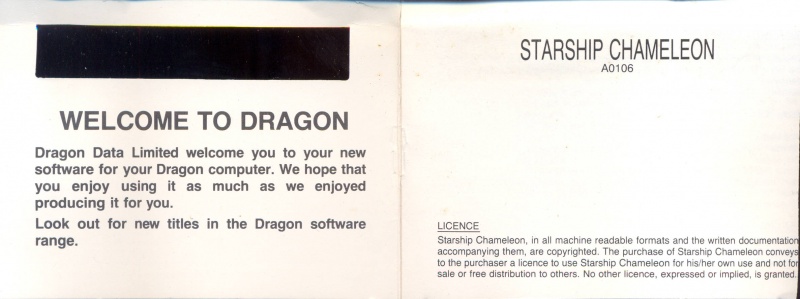 WELCOME TO DRAGON
Dragon Data Limited welcome you to your new
software for your Dragon computer. We hope that
you enjoy using it as much as we enjoyed
producing it for you.
Look out for new titles in the Dragon software
range.
STARSHIP CHAMELEON
A0106
LICENCE
Starship Chameleon, in all machine readable formats and the written documentation
accompanying them, are copyrighted. The purchase of Starship Chameleon conveys
to the purchaser a licence to use Starship Chameleon for his/her own use and not for
sale or free distribution to others. No other licence, expressed or implied, is granted.